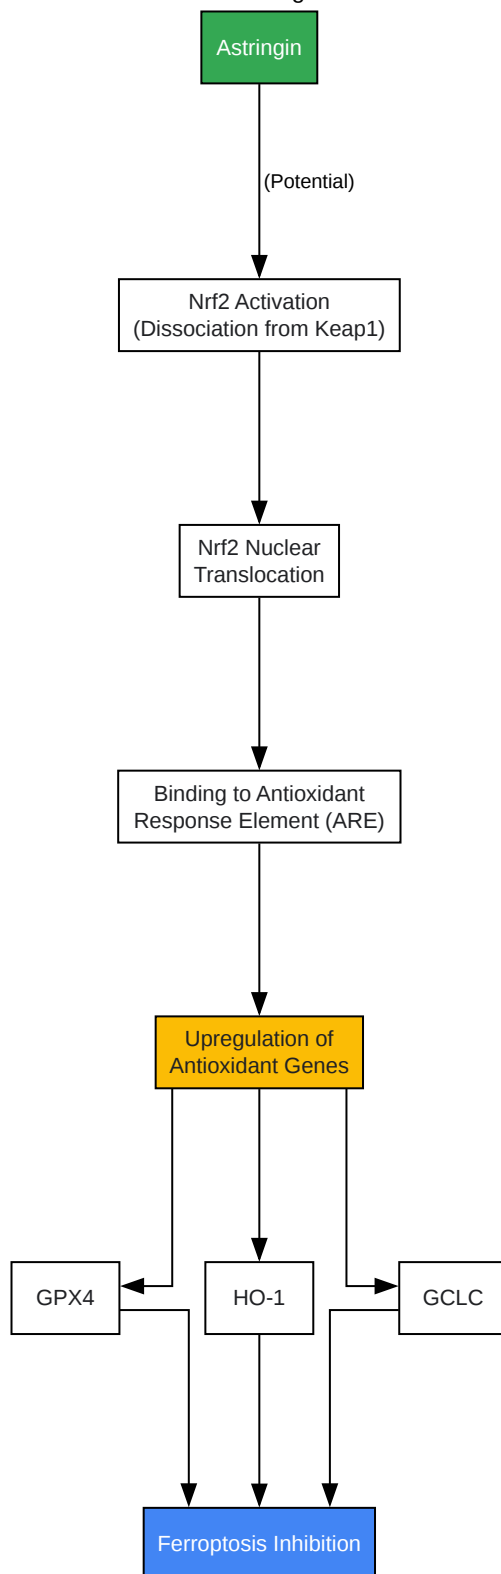 Astringin
(Potential)
Nrf2 Activation
(Dissociation from Keap1)
Nrf2 Nuclear
Translocation
Binding to Antioxidant
Response Element (ARE)
Upregulation of
Antioxidant Genes
GPX4
HO-1
GCLC
Ferroptosis Inhibition